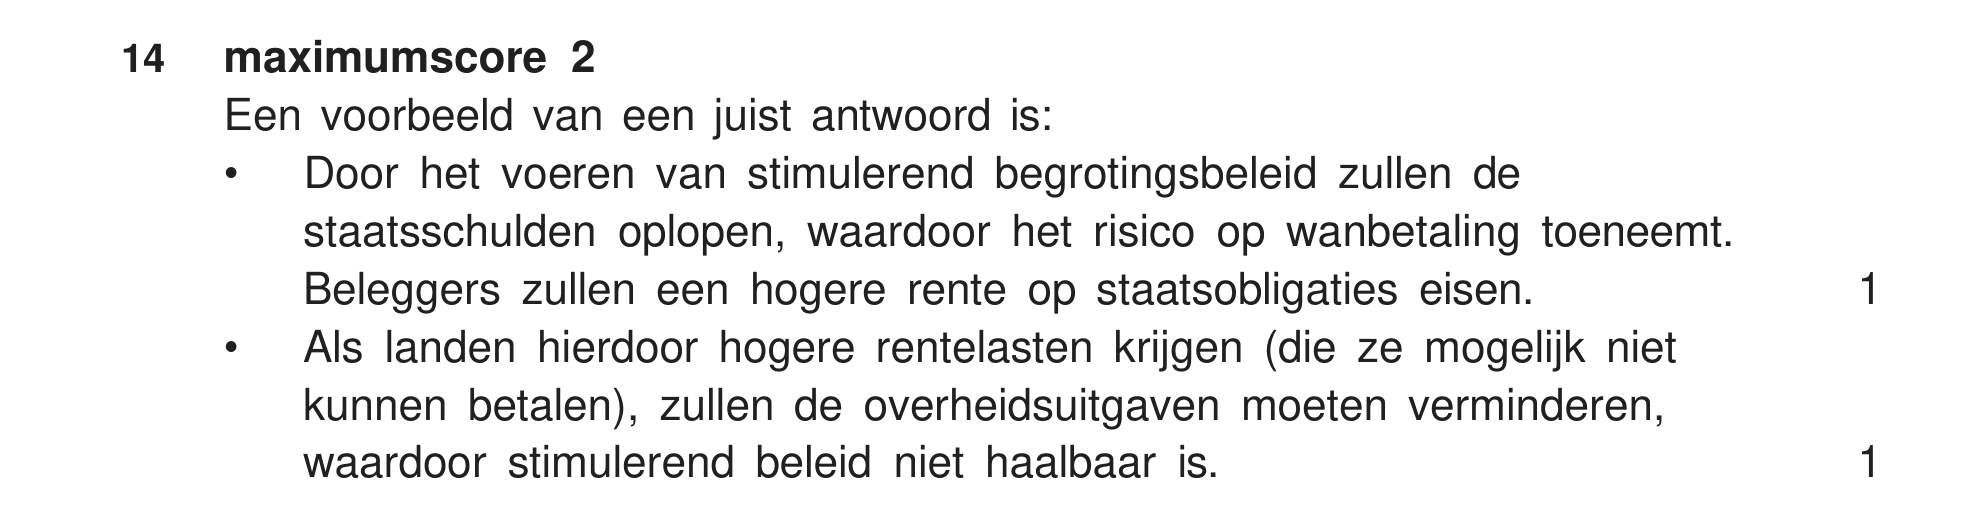 14 maximumscore 2
Een voorbeeld van een juist antwoord is:
• Door het voeren van stimulerend begrotingsbeleid zullen de
staatsschulden oplopen, waardoor het risico op wanbetaling toeneemt.
Beleggers zullen een hogere rente op staatsobligaties eisen. 1
• Als landen hierdoor hogere rentelasten krijgen (die ze mogelijk niet
kunnen betalen), zullen de overheidsuitgaven moeten verminderen,
waardoor stimulerend beleid niet haalbaar is. 1